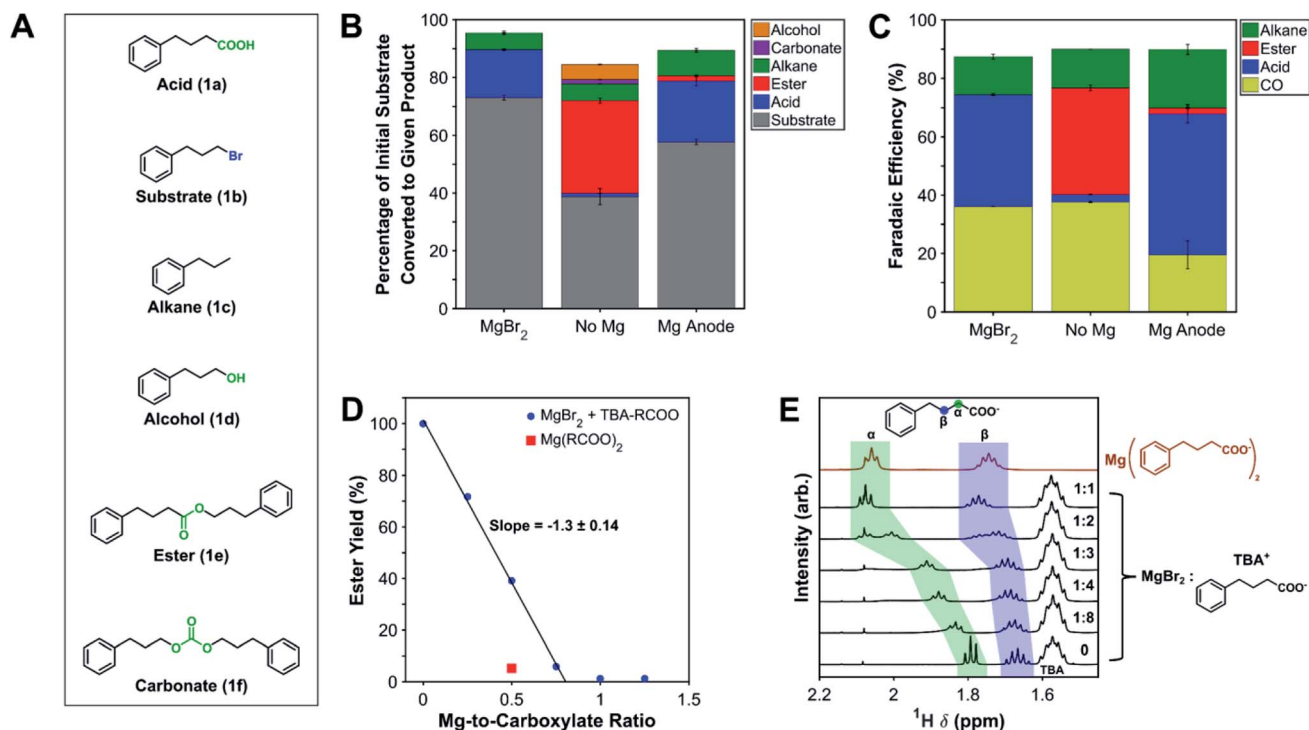 A
COOH
Acid (1a)
Br
Substrate (1b)
Alkane (1c)
OH
Alcohol (1d)
O
O
Ester (1e)
O
O O
Carbonate (1f)
B
Percentage of Initial Substrate
Converted to Given Product
100
80
60
40
20
0
MgBr2 No Mg Mg Anode
Alcohol
Carbonate
Alkane
Ester
Acid
Substrate
C
Faradaic Efficiency (%)
100
80
60
40
20
0
MgBr2 No Mg Mg Anode
Alkane
Ester
Acid
CO
D
Ester Yield (%)
100
80
60
40
20
0
MgBr2 + TBA-RCOO
Mg(RCOO)2
Slope = -1.3 ± 0.14
0 0.5 1 1.5
Mg-to-Carboxylate Ratio
E
Intensity (arb.)
β α COO-
α β
Mg( COO- )2
1:1
1:2
1:3
1:4
1:8
0
TBA
MgBr2 : TBA+ COO-
2.2 2 1.8 1.6
1H δ (ppm)